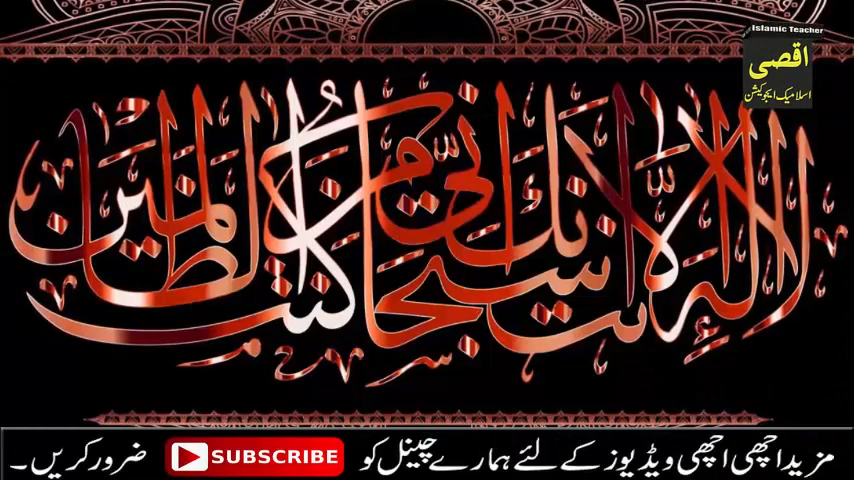 Islamic Teacher
اقصیٰ
اسلامیک ایجوکیشن
لا إله إلا أنت سبحانك إني كنت من الظالمين
مزید اچھی اچھی ویڈیوز کے لئے ہمارے چینل کو SUBSCRIBE ضرور کریں۔